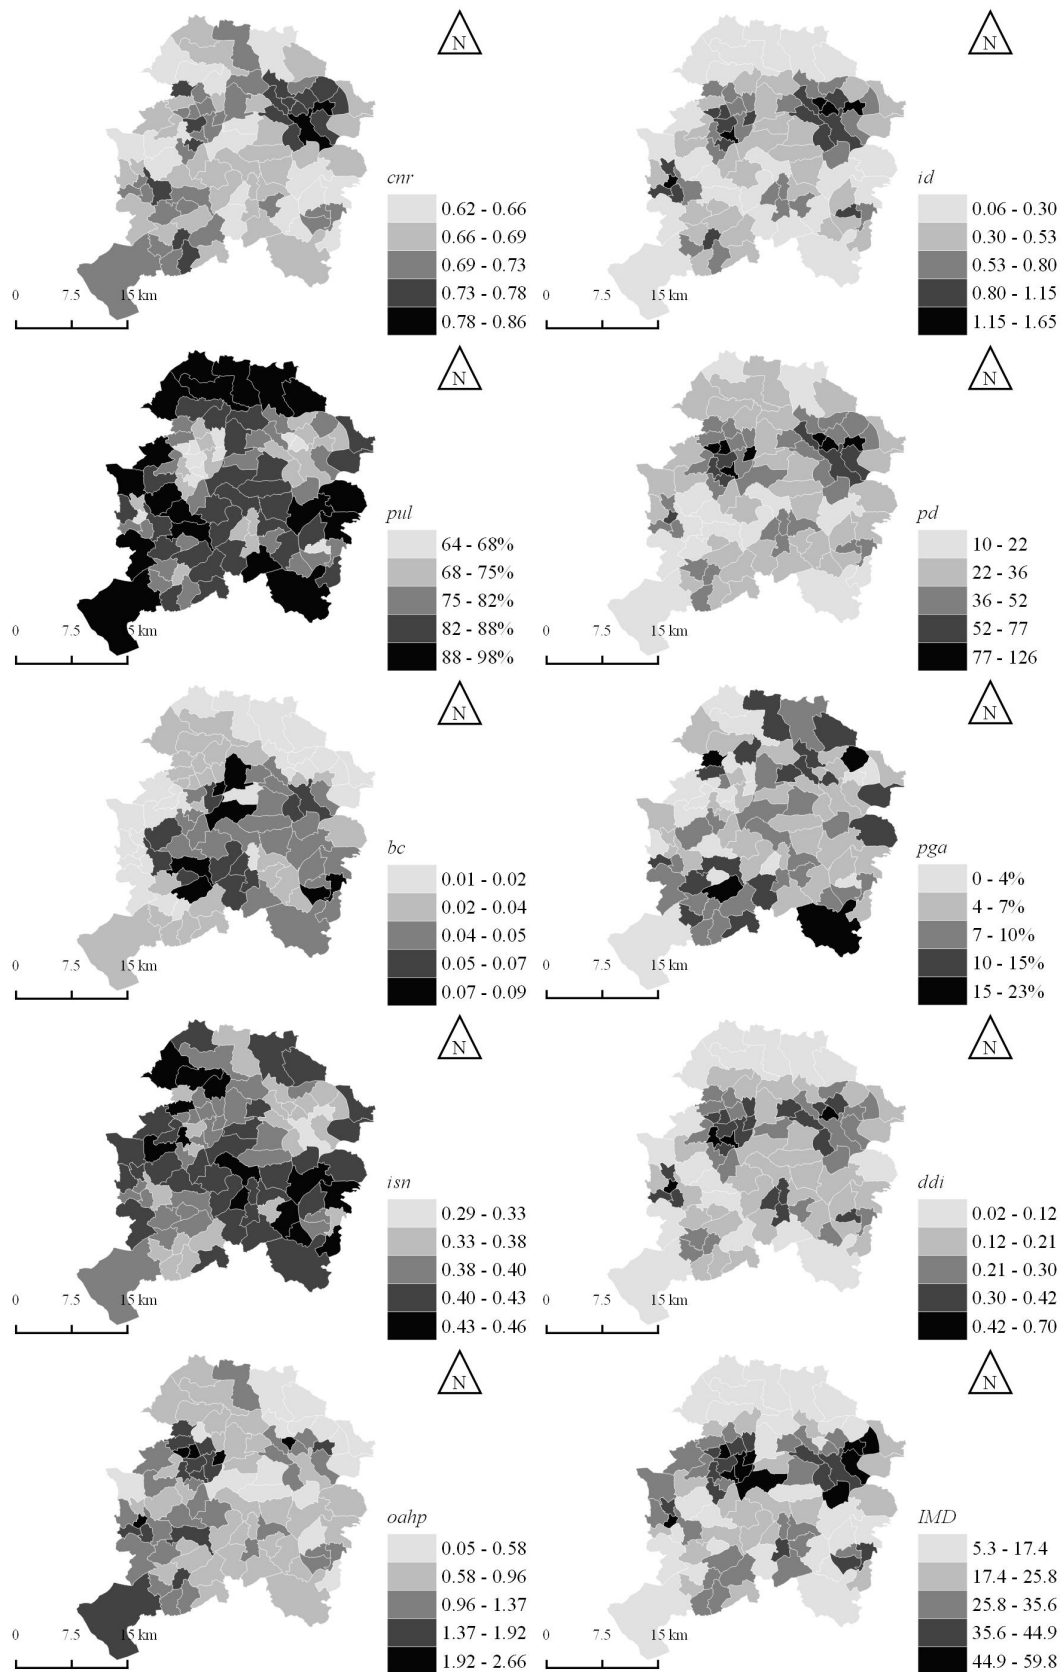 N
cnr
0.62 - 0.66
0.66 - 0.69
0.69 - 0.73
0.73 - 0.78
0.78 - 0.86
0 7.5 15 km
N
id
0.06 - 0.30
0.30 - 0.53
0.53 - 0.80
0.80 - 1.15
1.15 - 1.65
0 7.5 15 km
N
pul
64 - 68%
68 - 75%
75 - 82%
82 - 88%
88 - 98%
0 7.5 15 km
N
pd
10 - 22
22 - 36
36 - 52
52 - 77
77 - 126
0 7.5 15 km
N
bc
0.01 - 0.02
0.02 - 0.04
0.04 - 0.05
0.05 - 0.07
0.07 - 0.09
0 7.5 15 km
N
pga
0 - 4%
4 - 7%
7 - 10%
10 - 15%
15 - 23%
0 7.5 15 km
N
isn
0.29 - 0.33
0.33 - 0.38
0.38 - 0.40
0.40 - 0.43
0.43 - 0.46
0 7.5 15 km
N
ddi
0.02 - 0.12
0.12 - 0.21
0.21 - 0.30
0.30 - 0.42
0.42 - 0.70
0 7.5 15 km
N
oahp
0.05 - 0.58
0.58 - 0.96
0.96 - 1.37
1.37 - 1.92
1.92 - 2.66
0 7.5 15 km
N
IMD
5.3 - 17.4
17.4 - 25.8
25.8 - 35.6
35.6 - 44.9
44.9 - 59.8
0 7.5 15 km